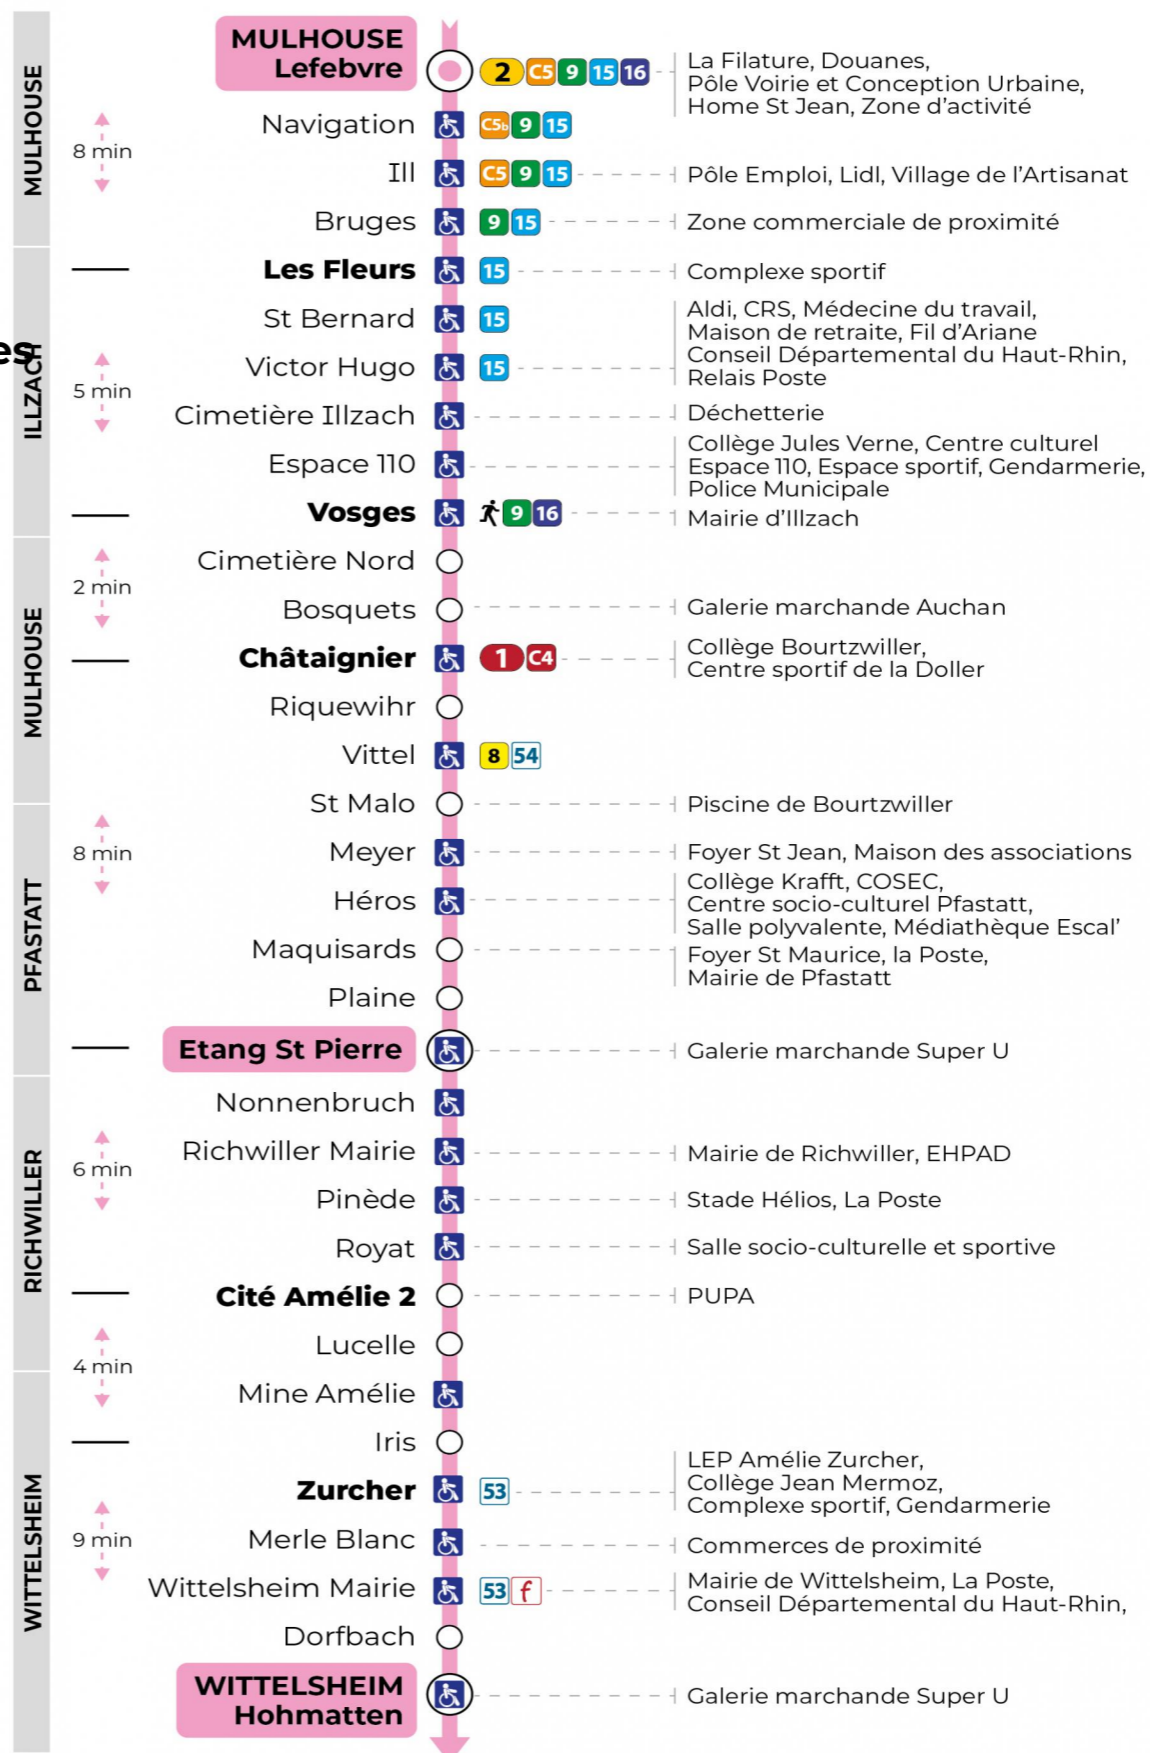 MULHOUSE
Lefebvre
2 C5 9 15 16
La Filature, Douanes,
Pôle Voirie et Conception Urbaine,
Home St Jean, Zone d'activité
MULHOUSE
8 min
Navigation
C5b 9 15
Ill
C5 9 15
Pôle Emploi, Lidl, Village de l'Artisanat
Bruges
9 15
Zone commerciale de proximité
Les Fleurs
15
Complexe sportif
St Bernard
15
Aldi, CRS, Médecine du travail,
Maison de retraite, Fil d'Ariane
es
ILLZACH
5 min
Victor Hugo
15
Conseil Départemental du Haut-Rhin,
Relais Poste
Cimetière Illzach
Déchetterie
Espace 110
Collège Jules Verne, Centre culturel
Espace 110, Espace sportif, Gendarmerie,
Police Municipale
Vosges
9 16
Mairie d'Illzach
Cimetière Nord
2 min
Bosquets
Galerie marchande Auchan
MULHOUSE
Châtaignier
1 C4
Collège Bourtzwiller,
Centre sportif de la Doller
Riquewihr
Vittel
8 54
St Malo
Piscine de Bourtzwiller
8 min
Meyer
Foyer St Jean, Maison des associations
PFASTATT
Héros
Collège Krafft, COSEC,
Centre socio-culturel Pfastatt,
Salle polyvalente, Médiathèque Escal'
Maquisards
Foyer St Maurice, la Poste,
Mairie de Pfastatt
Plaine
Etang St Pierre
Galerie marchande Super U
Nonnenbruch
RICHWILLER
6 min
Richwiller Mairie
Mairie de Richwiller, EHPAD
Pinède
Stade Hélios, La Poste
Royat
Salle socio-culturelle et sportive
Cité Amélie 2
PUPA
Lucelle
4 min
Mine Amélie
Iris
WITTELSHEIM
Zurcher
53
LEP Amélie Zurcher,
Collège Jean Mermoz,
Complexe sportif, Gendarmerie
9 min
Merle Blanc
Commerces de proximité
Wittelsheim Mairie
53 f
Mairie de Wittelsheim, La Poste,
Conseil Départemental du Haut-Rhin,
Dorfbach
WITTELSHEIM
Hohmatten
Galerie marchande Super U